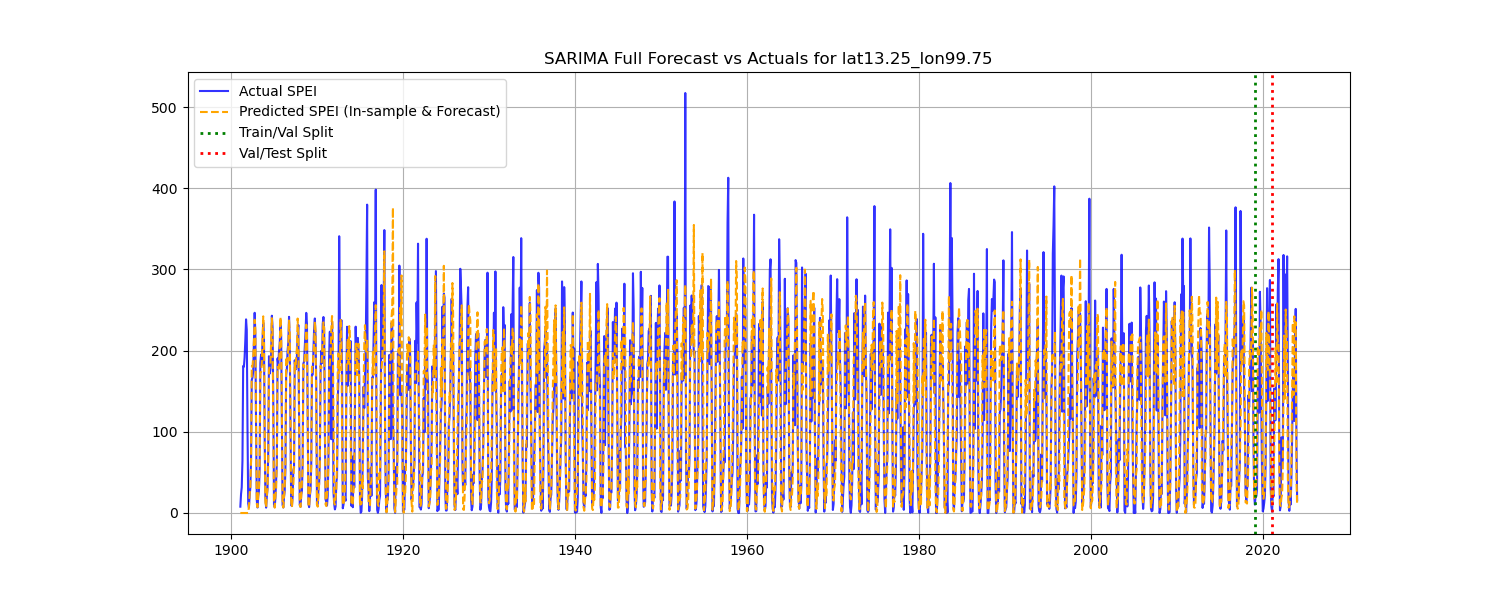 SARIMA Full Forecast vs Actuals for lat13.25_lon99.75
Actual SPEI
Predicted SPEI (In-sample & Forecast)
Train/Val Split
Val/Test Split
500
400
300
200
100
0
1900
1920
1940
1960
1980
2000
2020